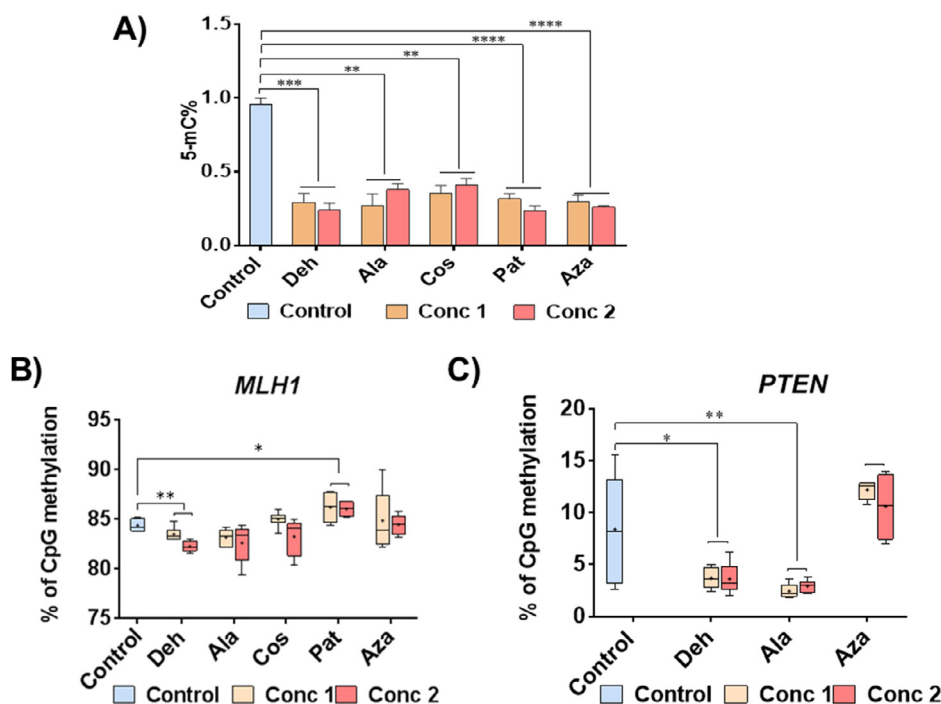 A)
5-mC%
1.5
1.0
0.5
0.0
****
****
**
**
***
Control
Deh
Ala
Cos
Pat
Aza
Control
Conc 1
Conc 2
B)
MLH1
% of CpG methylation
95
90
85
80
75
*
**
Control
Deh
Ala
Cos
Pat
Aza
Control
Conc 1
Conc 2
C)
PTEN
% of CpG methylation
20
15
10
5
0
**
*
Control
Deh
Ala
Aza
Control
Conc 1
Conc 2